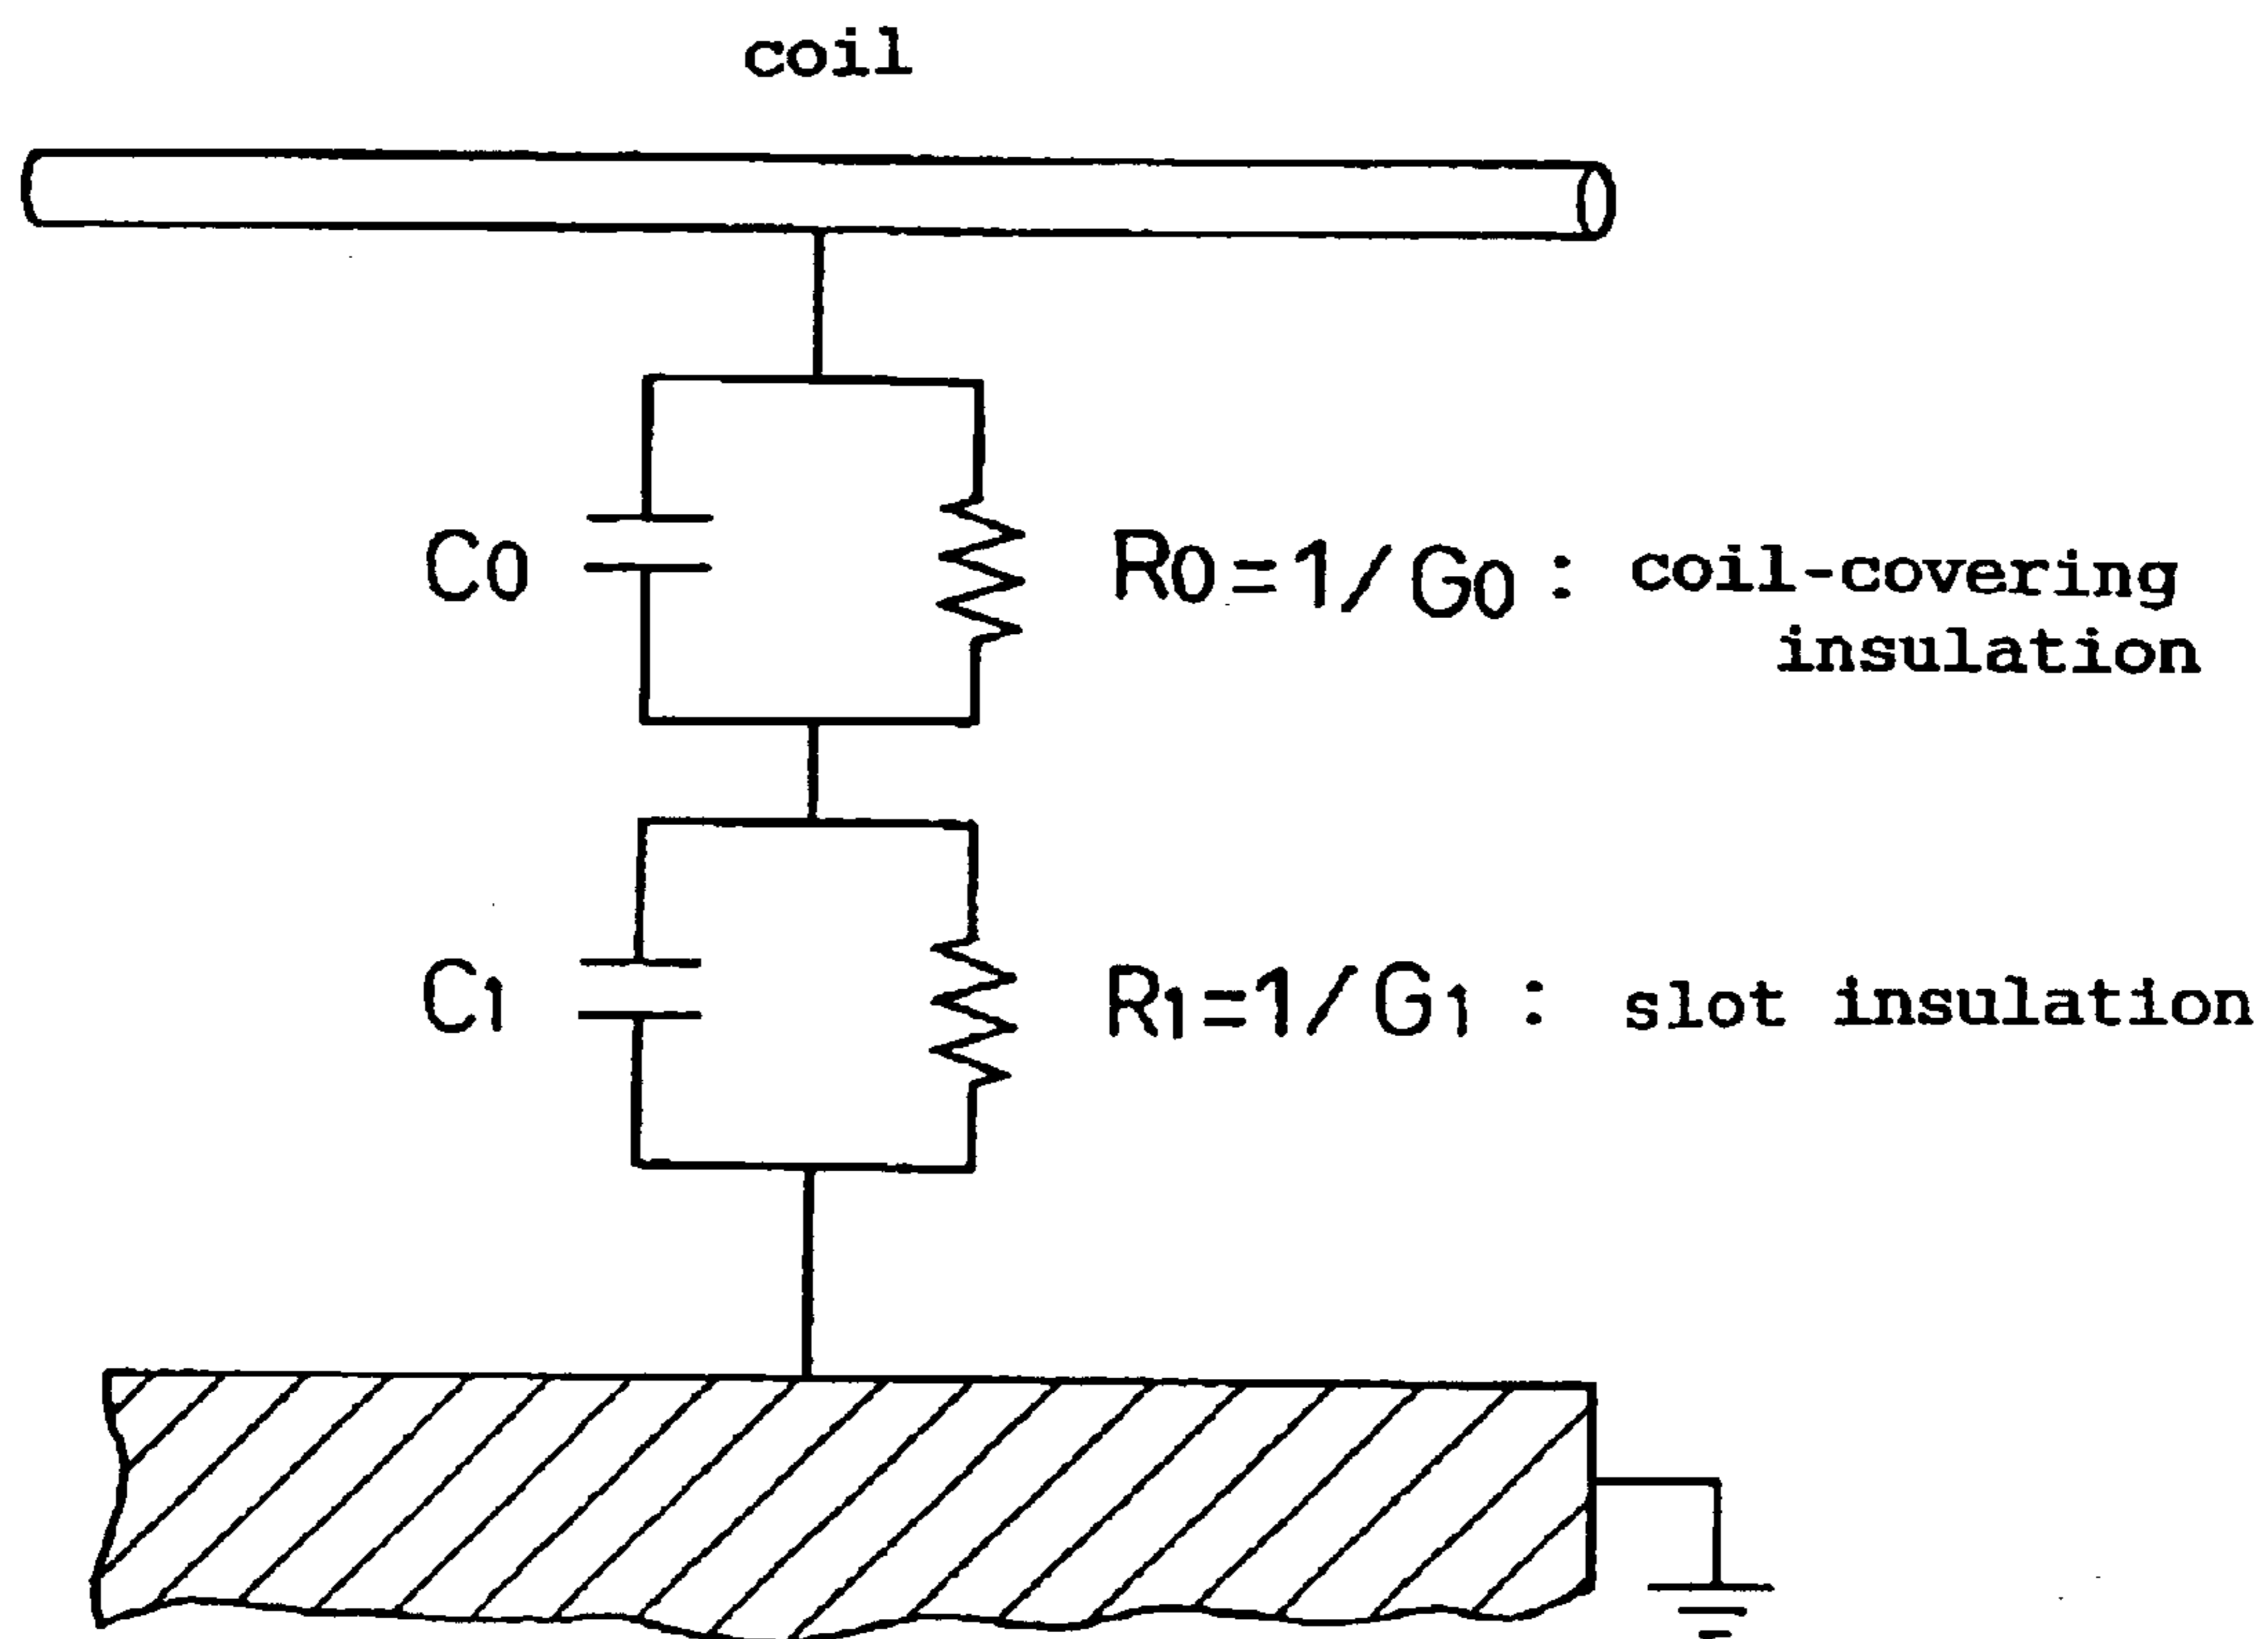 coil
C0
R0=1/G0 : coil-covering
insulation
C1
R1=1/G1 : slot insulation